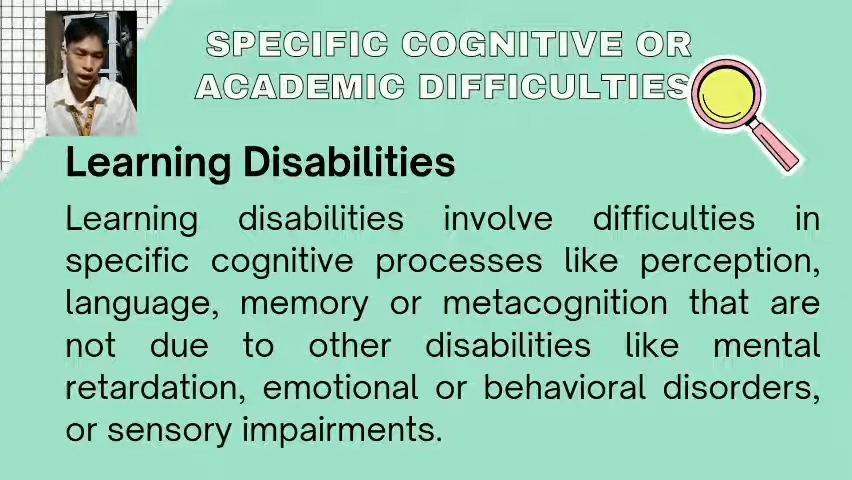 SPECIFIC COGNITIVE OR
ACADEMIC DIFFICULTIES
Learning Disabilities
Learning disabilities involve difficulties in
specific cognitive processes like perception,
language, memory or metacognition that are
not due to other disabilities like mental
retardation, emotional or behavioral disorders,
or sensory impairments.